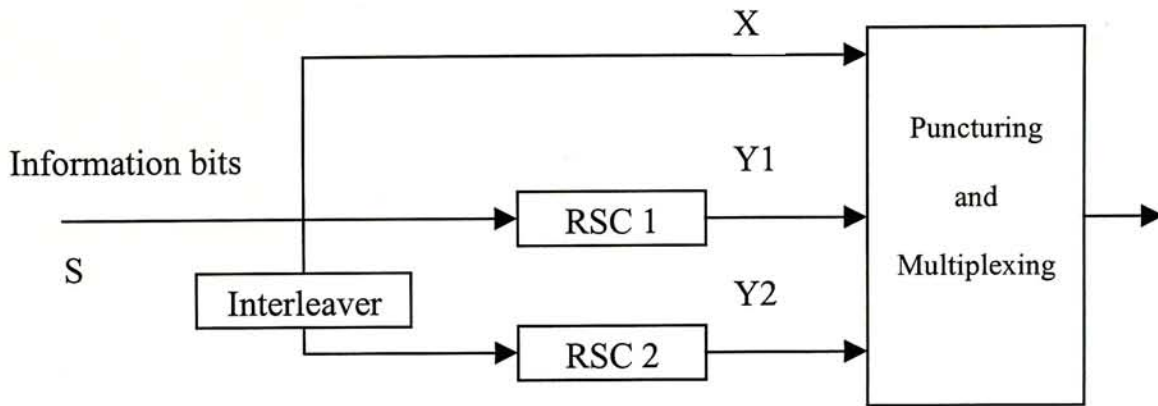 X
Information bits
S
Interleaver
RSC 1
Y1
RSC 2
Y2
Puncturing
and
Multiplexing